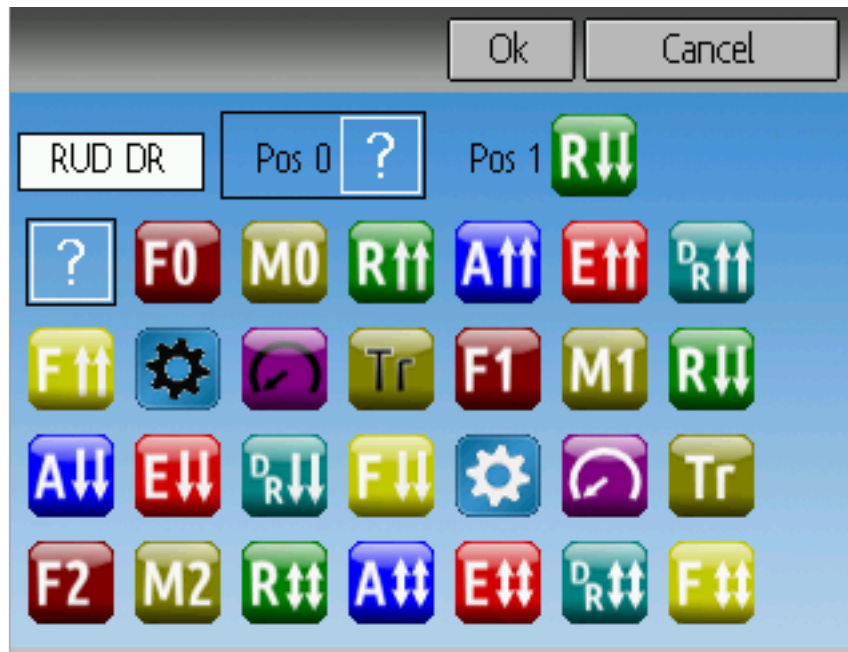 Ok Cancel
RUD DR Pos 0 ? Pos 1 R
? F0 M0 R A E DR
F Tr F1 M1 R
A E DR F Tr
F2 M2 R A E DR F